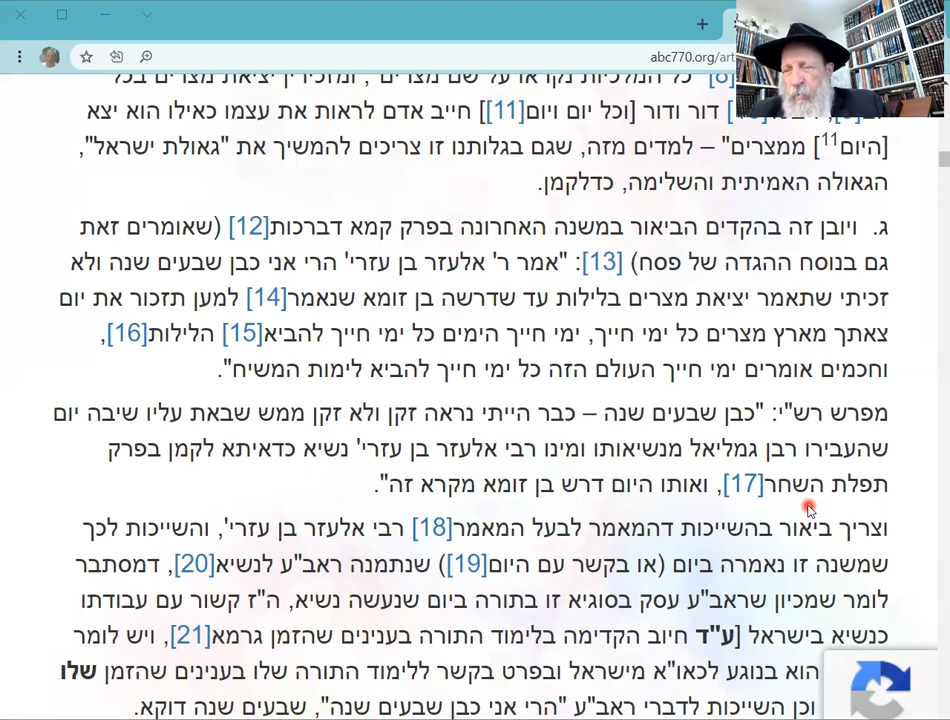 abc770.org/art
כל המלכיות נקראו על שם מצרים", ומזכירין יציאת מצרים בכל
דור ודור [וכל יום ויום[11]] חייב אדם לראות את עצמו כאילו הוא יצא
[היום11] ממצרים" – למדים מזה, שגם בגלותנו זו צריכים להמשיך את "גאולת ישראל",
הגאולה האמיתית והשלימה, כדלקמן.
ג. ויובן זה בהקדים הביאור במשנה האחרונה בפרק קמא דברכות[12] (שאומרים זאת
גם בנוסח ההגדה של פסח) [13]: "אמר ר' אלעזר בן עזרי' הרי אני כבן שבעים שנה ולא
זכיתי שתאמר יציאת מצרים בלילות עד שדרשה בן זומא שנאמר[14] למען תזכור את יום
צאתך מארץ מצרים כל ימי חייך, ימי חייך הימים כל ימי חייך להביא[15] הלילות[16],
וחכמים אומרים ימי חייך העולם הזה כל ימי חייך להביא לימות המשיח".
מפרש רש"י: "כבן שבעים שנה – כבר הייתי נראה זקן ולא זקן ממש שבאת עליו שיבה יום
שהעבירו רבן גמליאל מנשיאותו ומינו רבי אלעזר בן עזרי' נשיא כדאיתא לקמן בפרק
תפלת השחר[17], ואותו היום דרש בן זומא מקרא זה".
וצריך ביאור בהשייכות דהמאמר לבעל המאמר[18] רבי אלעזר בן עזרי', והשייכות לכך
שמשנה זו נאמרה ביום (או בקשר עם היום[19]) שנתמנה ראב"ע לנשיא[20], דמסתבר
לומר שמכיון שראב"ע עסק בסוגיא זו בתורה ביום שנעשה נשיא, ה"ז קשור עם עבודתו
כנשיא בישראל [ע"ד חיוב הקדימה בלימוד התורה בענינים שהזמן גרמא[21], ויש לומר
הוא בנוגע לכאו"א מישראל ובפרט בקשר ללימוד התורה שלו בענינים שהזמן שלו
וכן השייכות לדברי ראב"ע "הרי אני כבן שבעים שנה", שבעים שנה דוקא.